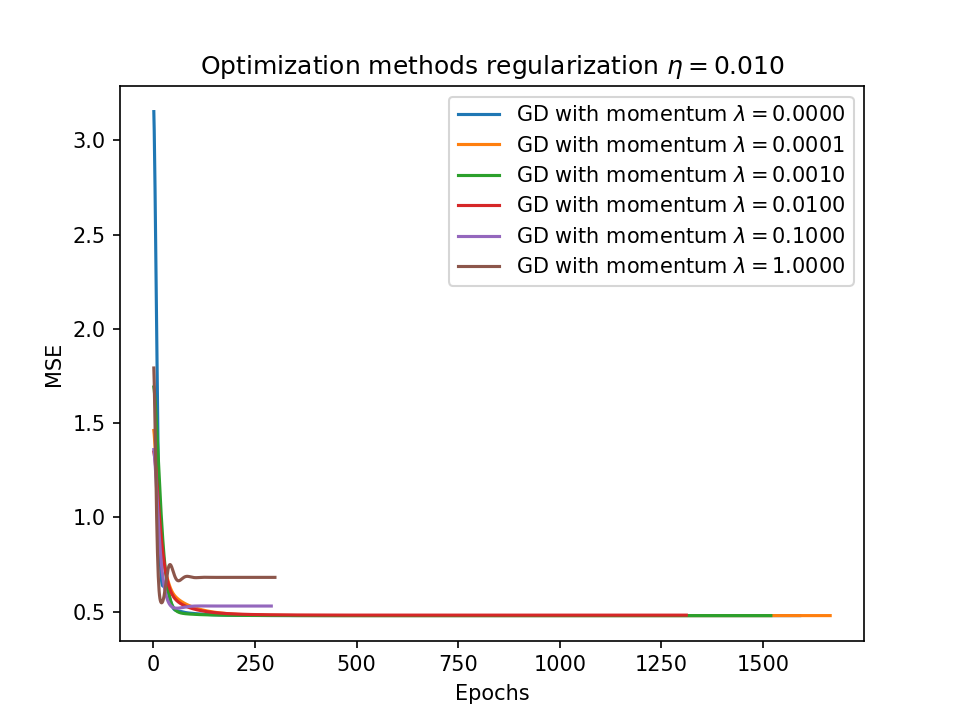 Optimization methods regularization η = 0.010
GD with momentum λ = 0.0000
GD with momentum λ = 0.0001
GD with momentum λ = 0.0010
GD with momentum λ = 0.0100
GD with momentum λ = 0.1000
GD with momentum λ = 1.0000
MSE
3.0
2.5
2.0
1.5
1.0
0.5
0 250 500 750 1000 1250 1500
Epochs